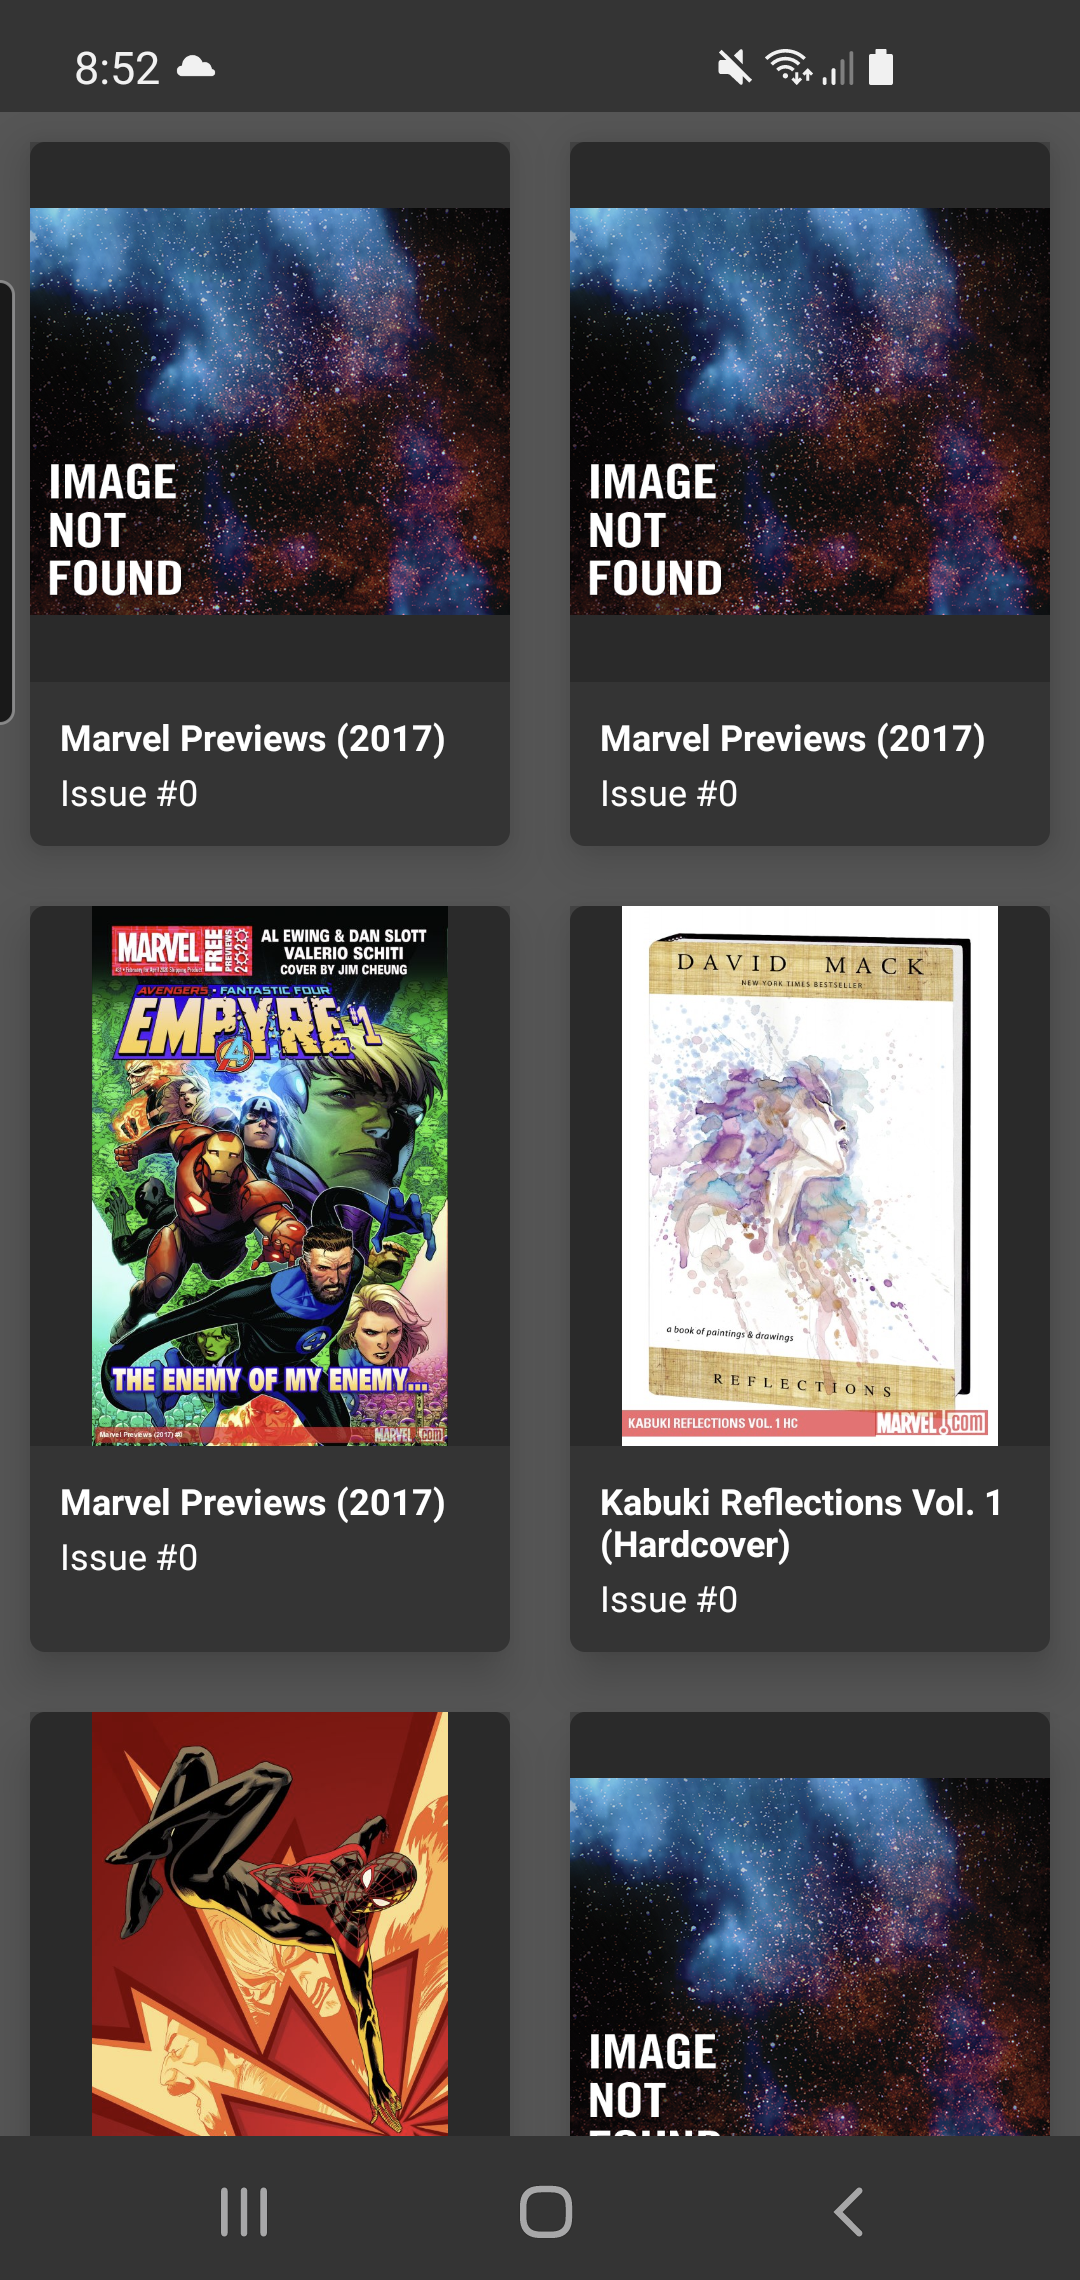 8:52
IMAGE
NOT
FOUND
IMAGE
NOT
FOUND
Marvel Previews (2017)
Issue #0
Marvel Previews (2017)
Issue #0
MARVEL
FREE
PREVIEWS
2020
AL EWING & DAN SLOTT
VALERIO SCHITI
COVER BY JIM CHEUNG
AVENGERS • FANTASTIC FOUR
EMPYRE #1
THE ENEMY OF MY ENEMY...
Marvel Previews (2017) #0
MARVEL.com
DAVID MACK
NEW YORK TIMES BESTSELLER
a book of paintings & drawings
REFLECTIONS
KABUKI REFLECTIONS VOL. 1 HC
MARVEL.com
Marvel Previews (2017)
Issue #0
Kabuki Reflections Vol. 1
(Hardcover)
Issue #0
IMAGE
NOT
FOUND